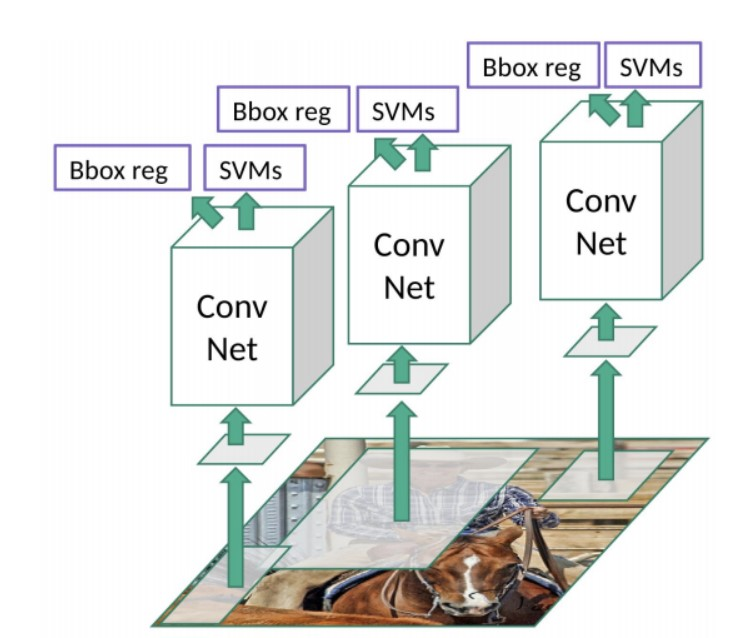 Bbox reg SVMs
Bbox reg SVMs
Bbox reg SVMs
Conv
Net
Conv
Net
Conv
Net